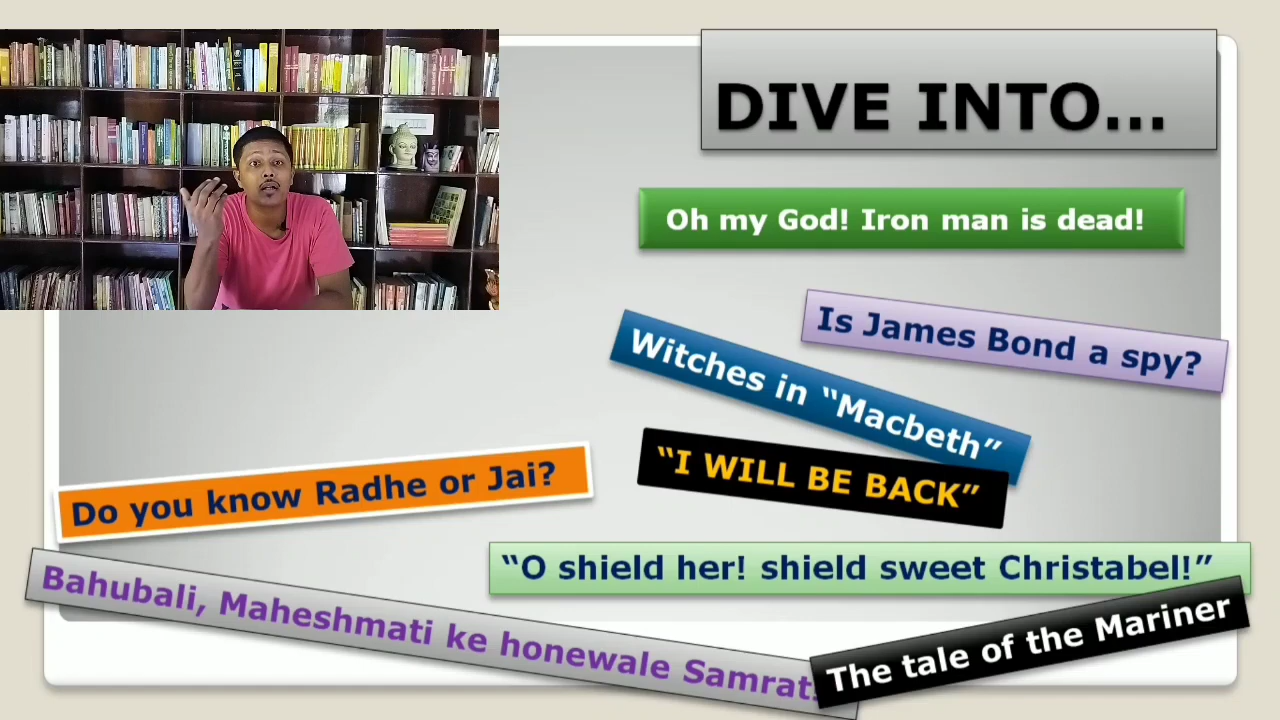 DIVE INTO...
Oh my God! Iron man is dead!
Is James Bond a spy?
Witches in “Macbeth”
“I WILL BE BACK”
Do you know Radhe or Jai?
“O shield her! shield sweet Christabel!”
Bahubali, Maheshmati ke honewale Samrat!
The tale of the Mariner